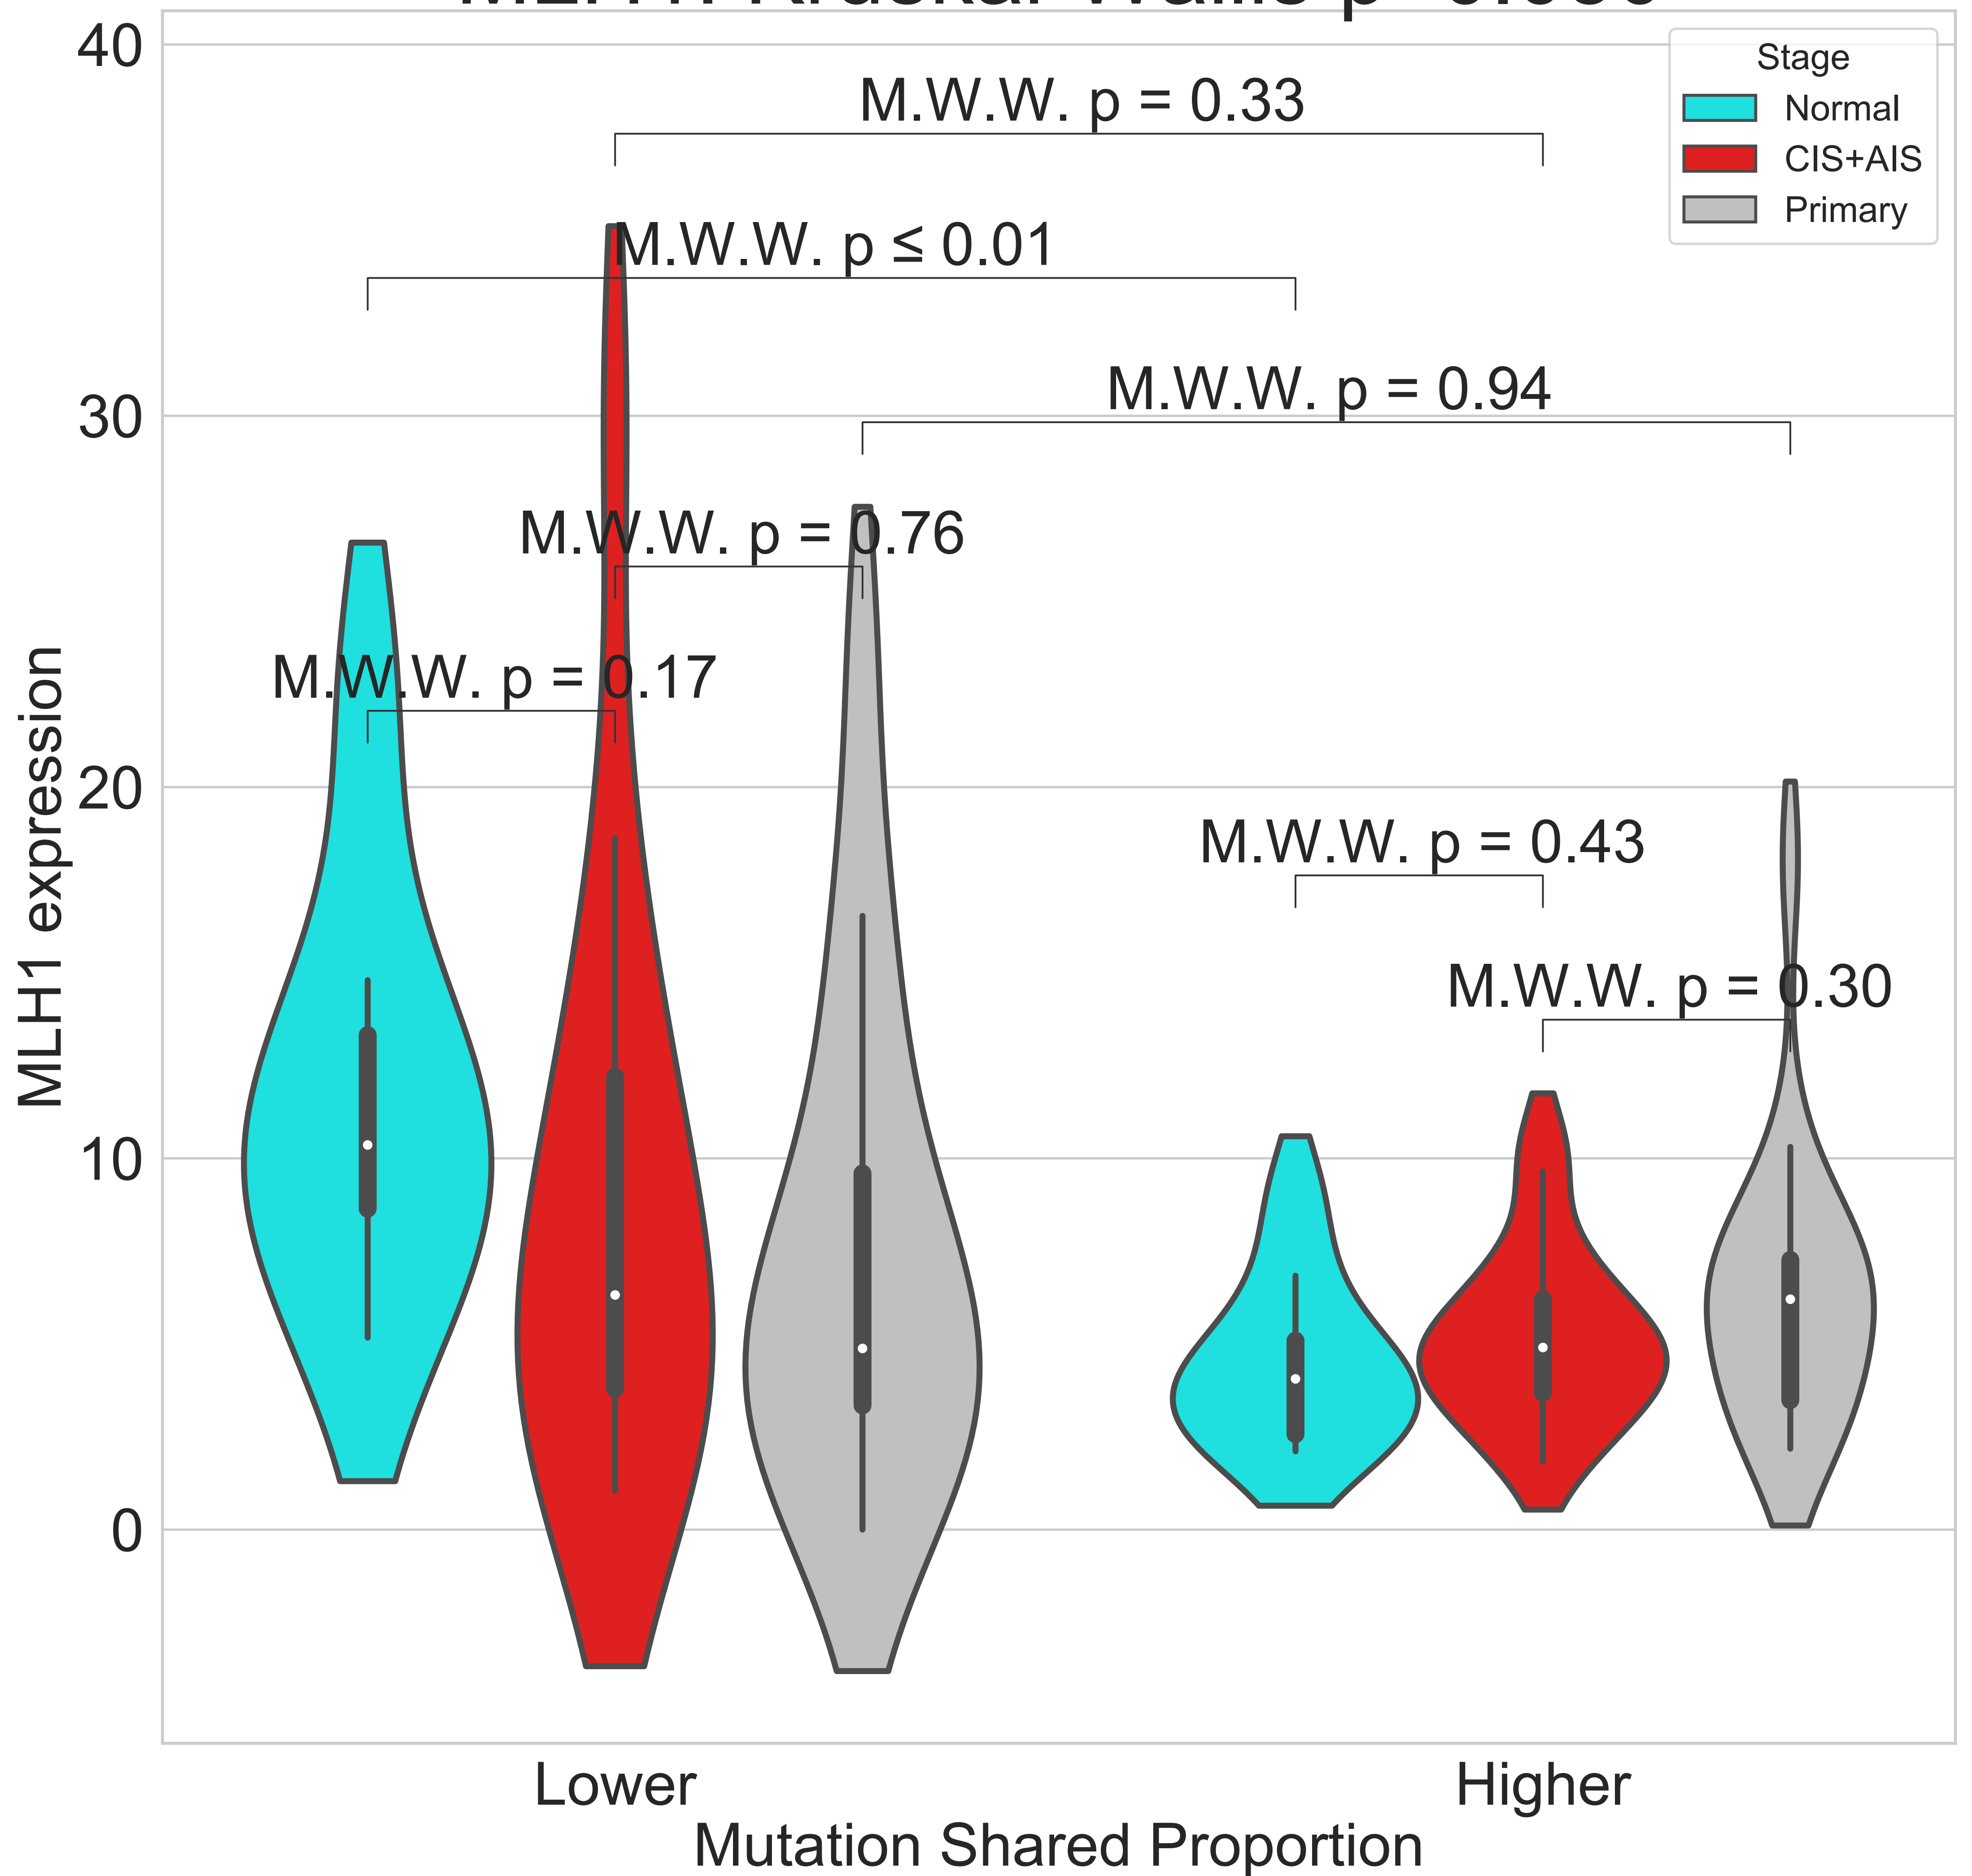 40
Stage
Normal
CIS+AIS
Primary
M.W.W. p = 0.33
M.W.W. p ≤ 0.01
30
M.W.W. p = 0.94
M.W.W. p = 0.76
M.W.W. p = 0.17
20
M.W.W. p = 0.43
M.W.W. p = 0.30
10
0
MLH1 expression
Lower
Higher
Mutation Shared Proportion